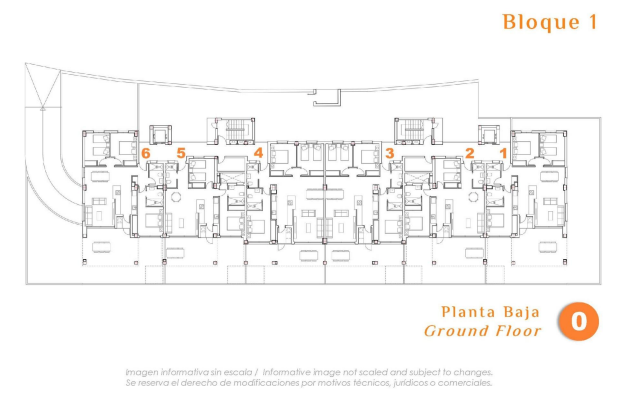 Bloque 1
6 5 4 3 2 1
Planta Baja
Ground Floor
0
Imagen informativa sin escala / Informative image not scaled and subject to changes.
Se reserva el derecho de modificaciones por motivos técnicos, jurídicos o comerciales.